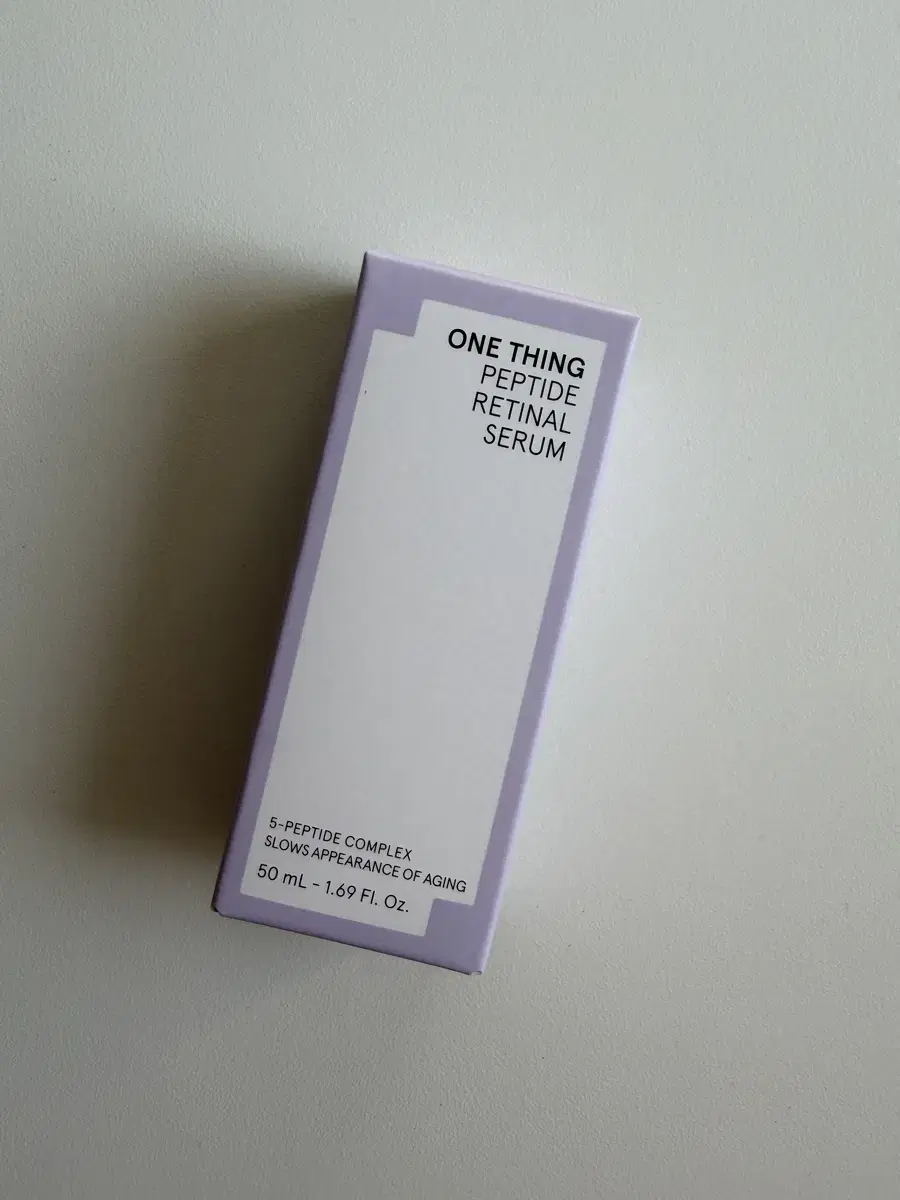 ONE THING
PEPTIDE
RETINAL
SERUM
5-PEPTIDE COMPLEX
SLOWS APPEARANCE OF AGING
50 mL - 1.69 Fl. Oz.